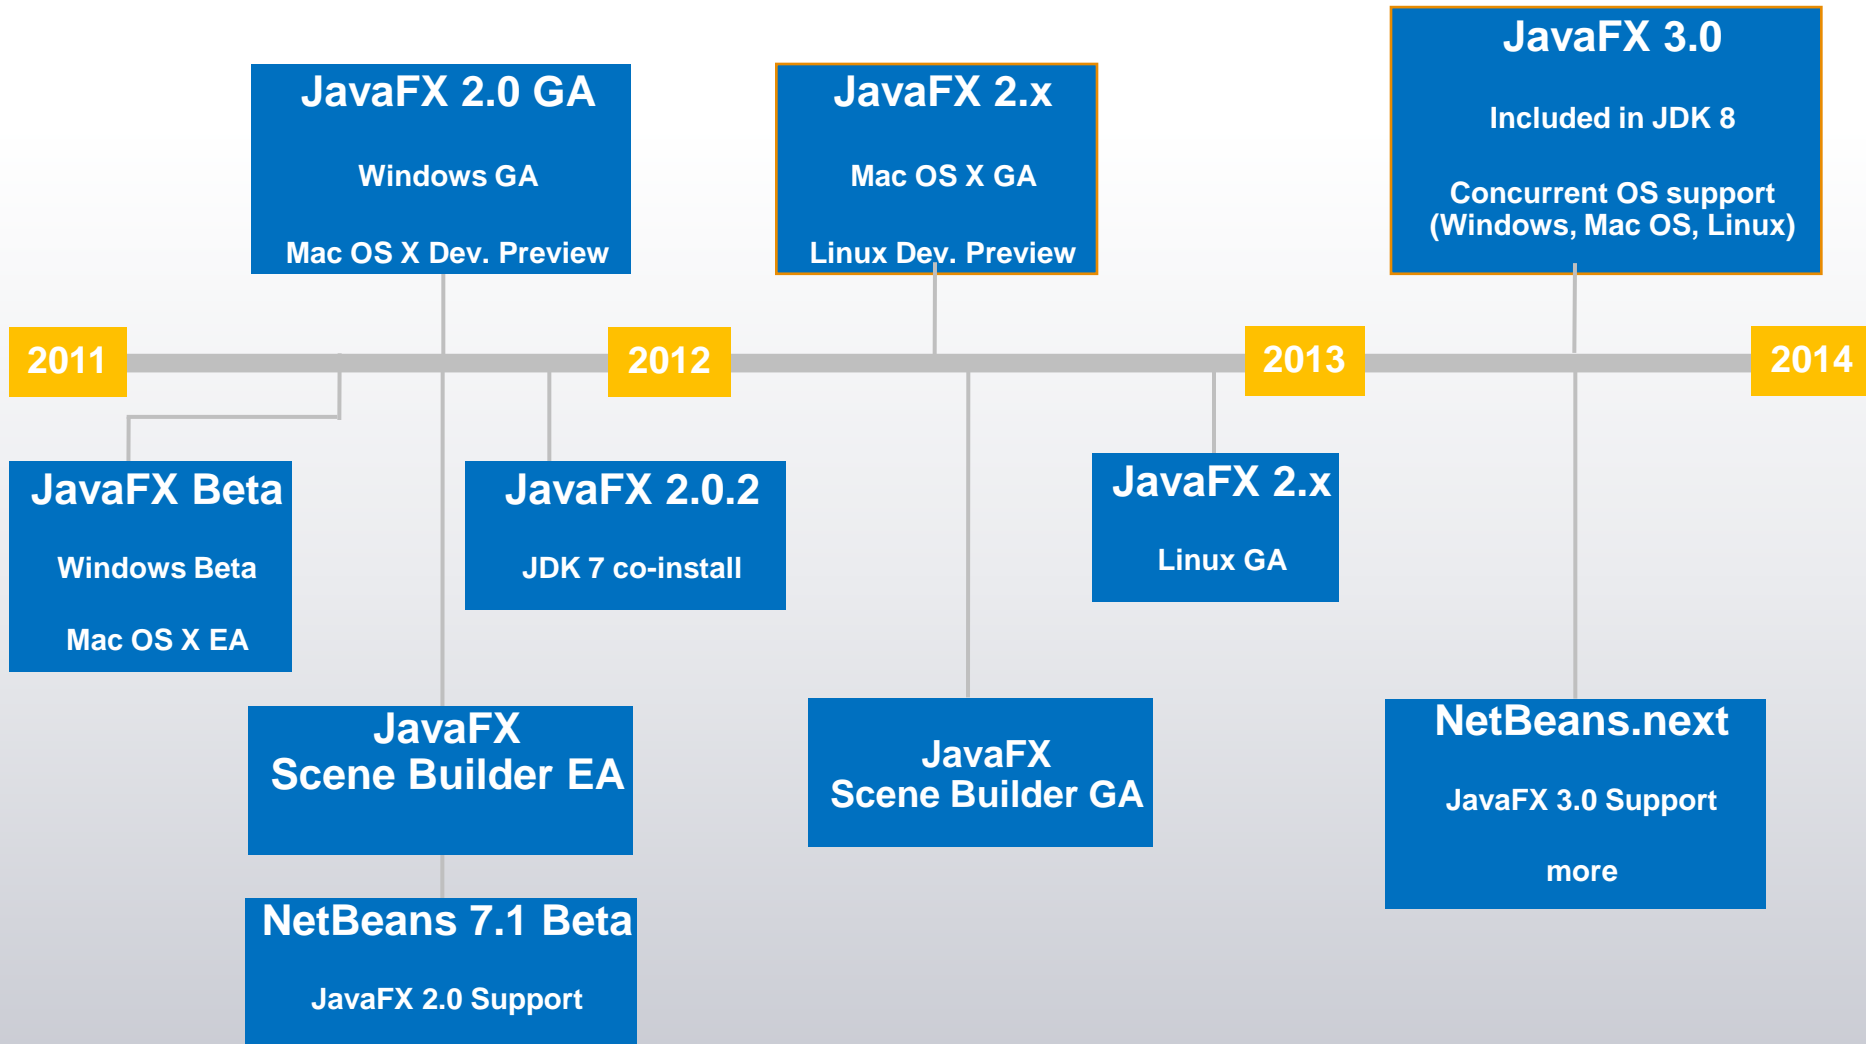 JavaFX 2.0 GA
Windows GA
Mac OS X Dev. Preview
JavaFX 2.x
Mac OS X GA
Linux Dev. Preview
JavaFX 3.0
Included in JDK 8
Concurrent OS support
(Windows, Mac OS, Linux)
2011
2012
2013
2014
JavaFX Beta
Windows Beta
Mac OS X EA
JavaFX 2.0.2
JDK 7 co-install
JavaFX 2.x
Linux GA
JavaFX
Scene Builder EA
JavaFX
Scene Builder GA
NetBeans.next
JavaFX 3.0 Support
more
NetBeans 7.1 Beta
JavaFX 2.0 Support